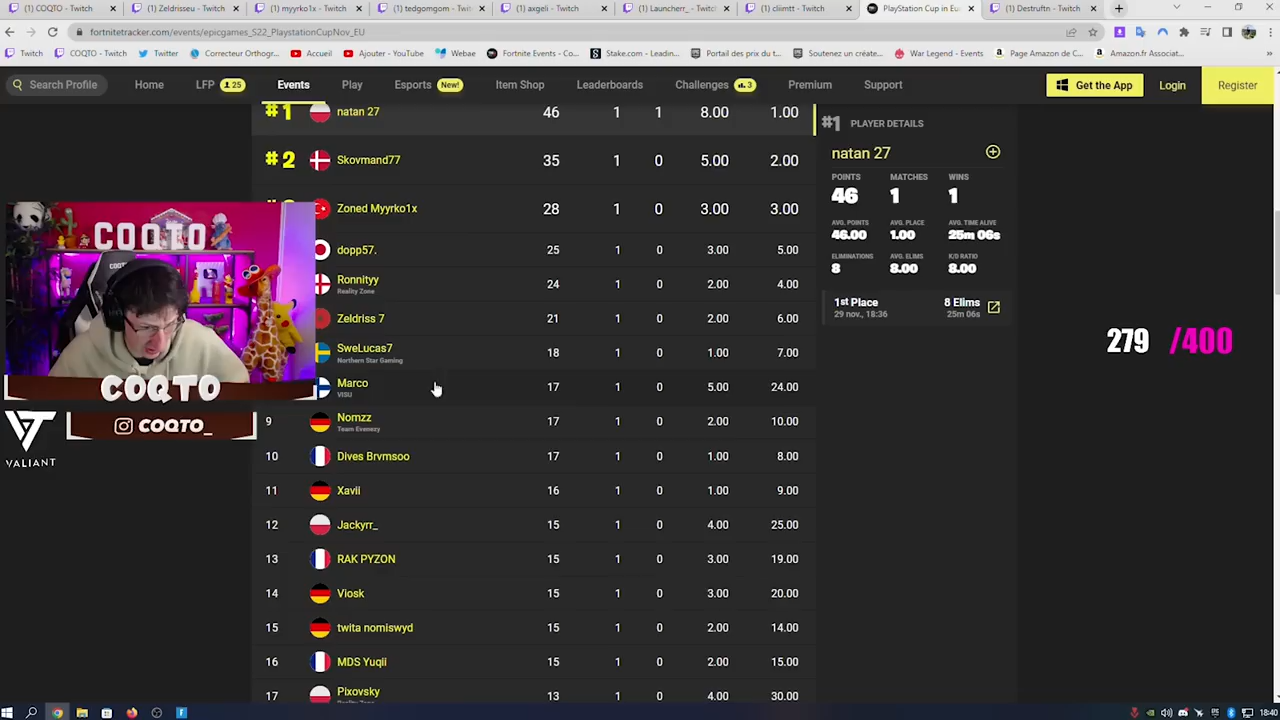 COQTO - Twitch
Zeldrisseu - Twitch
myyrko1x - Twitch
tedgomgom - Twitch
axgeli - Twitch
Launcherr_ - Twitch
cliimtt - Twitch
PlayStation Cup in Eu
Destruftn - Twitch
fortnitetracker.com/events/epicgames_S22_PlaystationCupNov_EU
Twitch
COQTO - Twitch
Twitter
Correcteur Orthogr...
Accueil
Ajouter - YouTube
Webae
Fortnite Events - Co...
Stake.com - Leadin...
Portail des prix du t...
Soutenez un créate...
War Legend - Events
Page Amazon de C...
Amazon.fr Associat...
Search Profile
Home
LFP 25
Events
Play
Esports New!
Item Shop
Leaderboards
Challenges 3
Premium
Support
Get the App
Login
Register
#1 natan 27 46 1 1 8.00 1.00
#2 Skovmand77 35 1 0 5.00 2.00
Zoned Myyrko1x 28 1 0 3.00 3.00
dopp57. 25 1 0 3.00 5.00
Ronnityy 24 1 0 2.00 4.00
Reality Zone
Zeldriss 7 21 1 0 2.00 6.00
SweLucas7 18 1 0 1.00 7.00
Northern Star Gaming
Marco 17 1 0 5.00 24.00
VISU
9 Nomzz 17 1 0 2.00 10.00
Team Evenezy
10 Dives Brvmsoo 17 1 0 1.00 8.00
11 Xavii 16 1 0 1.00 9.00
12 Jackyrr_ 15 1 0 4.00 25.00
13 RAK PYZON 15 1 0 3.00 19.00
14 Viosk 15 1 0 3.00 20.00
15 twita nomiswyd 15 1 0 2.00 14.00
16 MDS Yuqii 15 1 0 2.00 15.00
17 Pixovsky 13 1 0 4.00 30.00
#1 PLAYER DETAILS
natan 27
POINTS MATCHES WINS
46 1 1
AVG. POINTS AVG. PLACE AVG. TIME ALIVE
46.00 1.00 25m 06s
ELIMINATIONS AVG. ELIMS K/D RATIO
8 8.00 8.00
1st Place 8 Elims
29 nov., 18:36 25m 06s
279 /400
COQTO
COQTO
VALIANT
COQTO_
18:40